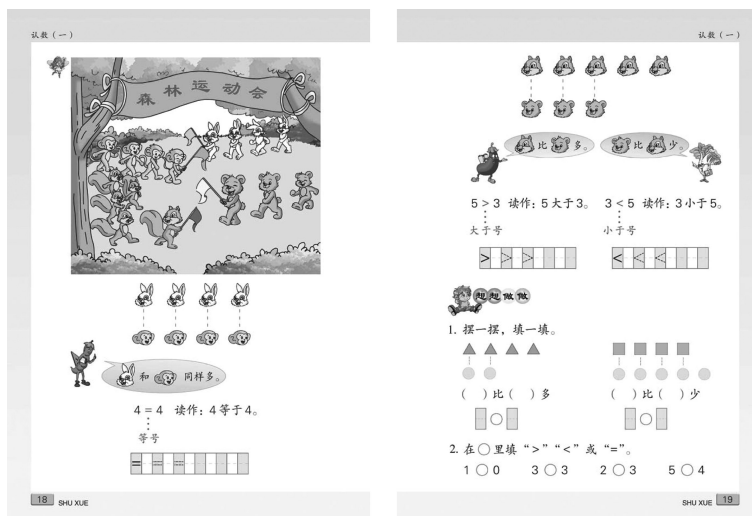 认数（一）
森林运动会
和 同样多。
4 = 4 读作：4 等于 4。
等号
= = =
18 SHU XUE
认数（一）
比 多。
比 少。
5 > 3 读作：5 大于 3。
3 < 5 读作：3 小于 5。
大于号
小于号
> > >
< < <
想想做做
1. 摆一摆，填一填。
（ ）比（ ）多
（ ）比（ ）少
2. 在○里填“>”“<”或“=”。
1○0 3○3 2○3 5○4
SHU XUE 19